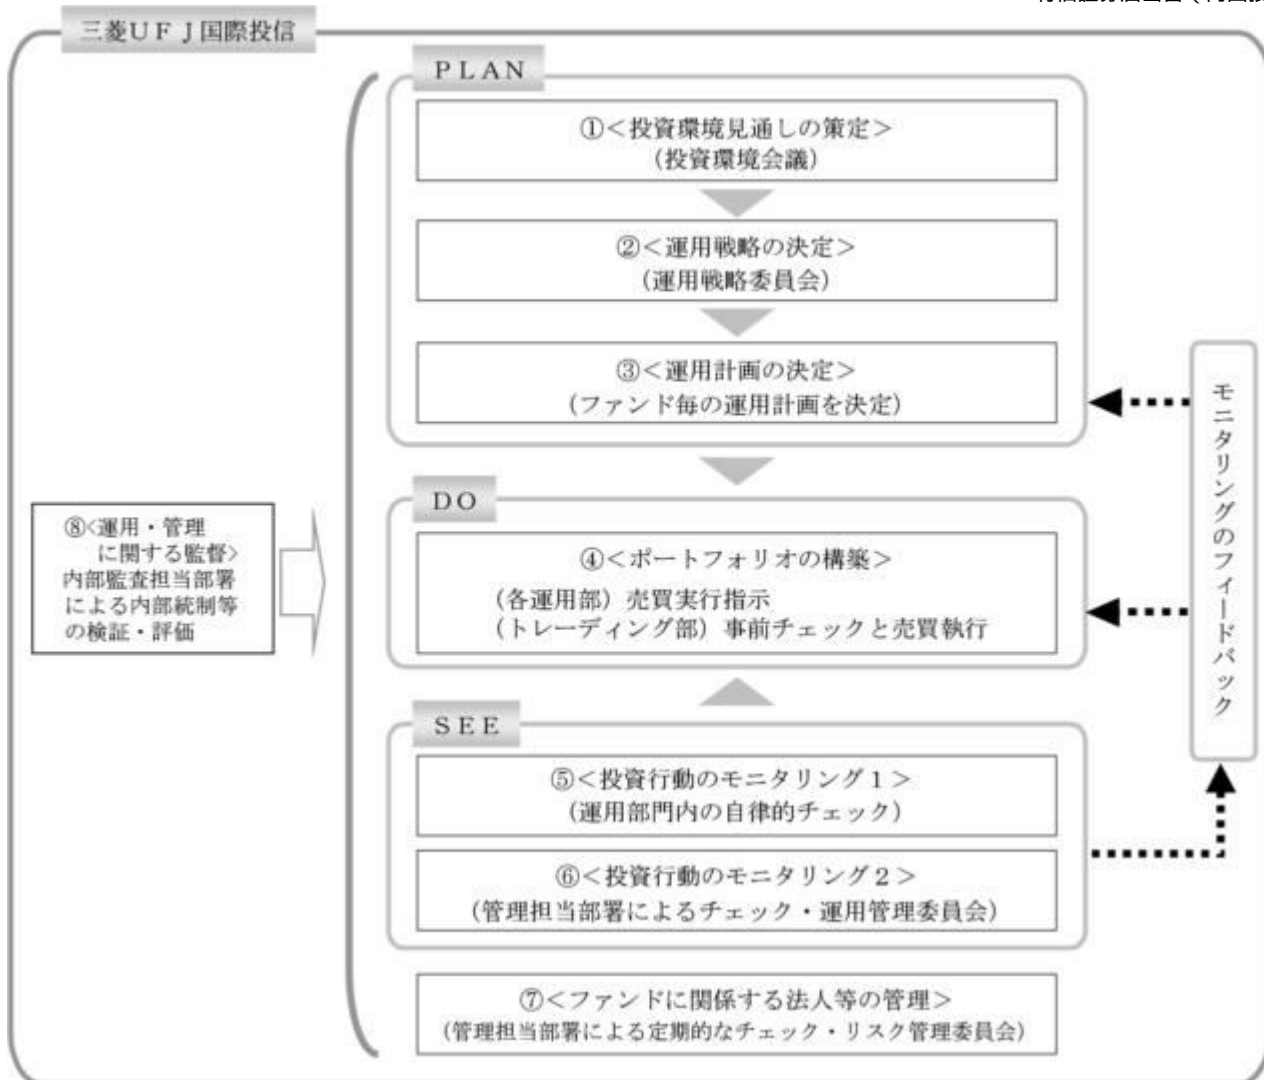 三菱ＵＦＪ国際投信
ＰＬＡＮ
①＜投資環境見通しの策定＞
（投資環境会議）
②＜運用戦略の決定＞
（運用戦略委員会）
③＜運用計画の決定＞
（ファンド毎の運用計画を決定）
ＤＯ
④＜ポートフォリオの構築＞
（各運用部）売買実行指示
（トレーディング部）事前チェックと売買執行
ＳＥＥ
⑤＜投資行動のモニタリング１＞
（運用部門内の自律的チェック）
⑥＜投資行動のモニタリング２＞
（管理担当部署によるチェック・運用管理委員会）
⑦＜ファンドに関係する法人等の管理＞
（管理担当部署による定期的なチェック・リスク管理委員会）
⑧＜運用・管理
に関する監督＞
内部監査担当部署
による内部統制等
の検証・評価
モニタリングのフィードバック